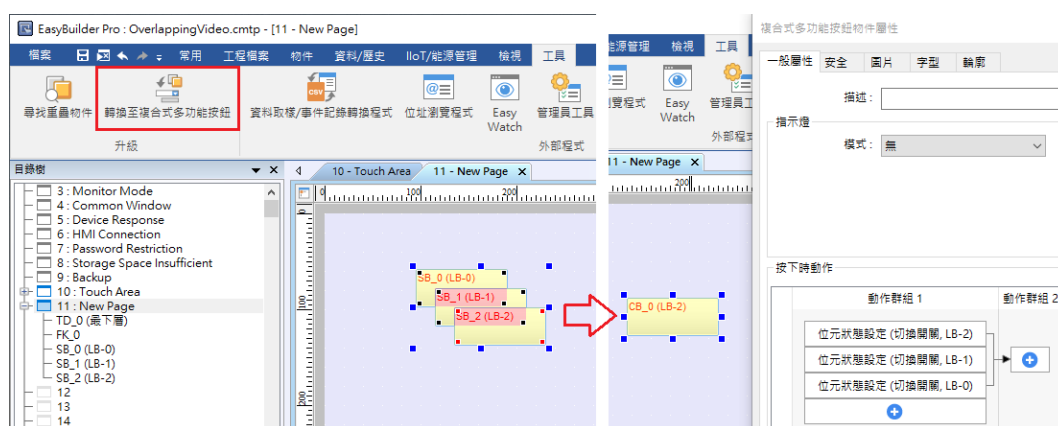 EasyBuilder Pro : OverlappingVideo.cmtp - [11 - New Page]
檔案 常用 工程檔案 物件 資料/歷史 IIoT/能源管理 檢視 工具
尋找重疊物件 轉換至複合式多功能按鈕 資料取樣/事件記錄轉換程式 位址瀏覽程式 Easy Watch 管理員工具
CSV
升級 外部程式
目錄樹
10 - Touch Area 11 - New Page
3 : Monitor Mode
4 : Common Window
5 : Device Response
6 : HMI Connection
7 : Password Restriction
8 : Storage Space Insufficient
9 : Backup
10 : Touch Area
11 : New Page
TD_0 (最下層)
FK_0
SB_0 (LB-0)
SB_1 (LB-1)
SB_2 (LB-2)
12
13
14
0 100 200
0
100
200
SB_0 (LB-0)
SB_1 (LB-1)
SB_2 (LB-2)
能源管理 檢視 工具
瀏覽程式 Easy Watch 管理員工
外部程式
11 - New Page
200
CB_0 (LB-2)
複合式多功能按鈕物件屬性
一般屬性 安全 圖片 字型 輪廓
描述 :
指示燈
模式 : 無
按下時動作
動作群組 1 動作群組 2
位元狀態設定 (切換開關, LB-2)
位元狀態設定 (切換開關, LB-1)
位元狀態設定 (切換開關, LB-0)